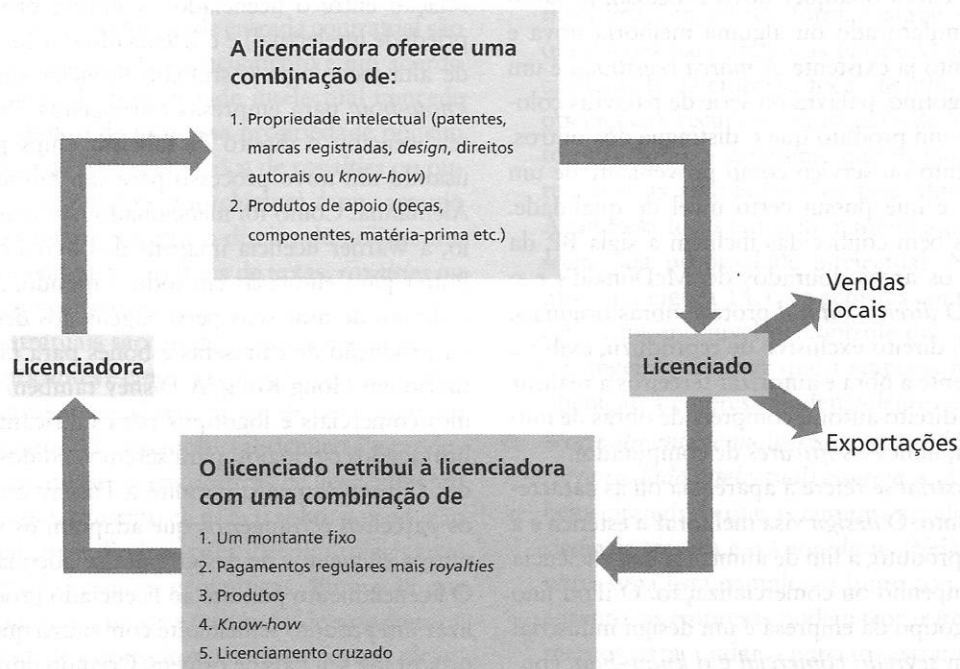 A licenciadora oferece uma
combinação de:
1. Propriedade intelectual (patentes,
marcas registradas, design, direitos
autorais ou know-how)
2. Produtos de apoio (peças,
componentes, matéria-prima etc.)
Licenciadora
Licenciado
Vendas
locais
Exportações
O licenciado retribui à licenciadora
com uma combinação de
1. Um montante fixo
2. Pagamentos regulares mais royalties
3. Produtos
4. Know-how
5. Licenciamento cruzado